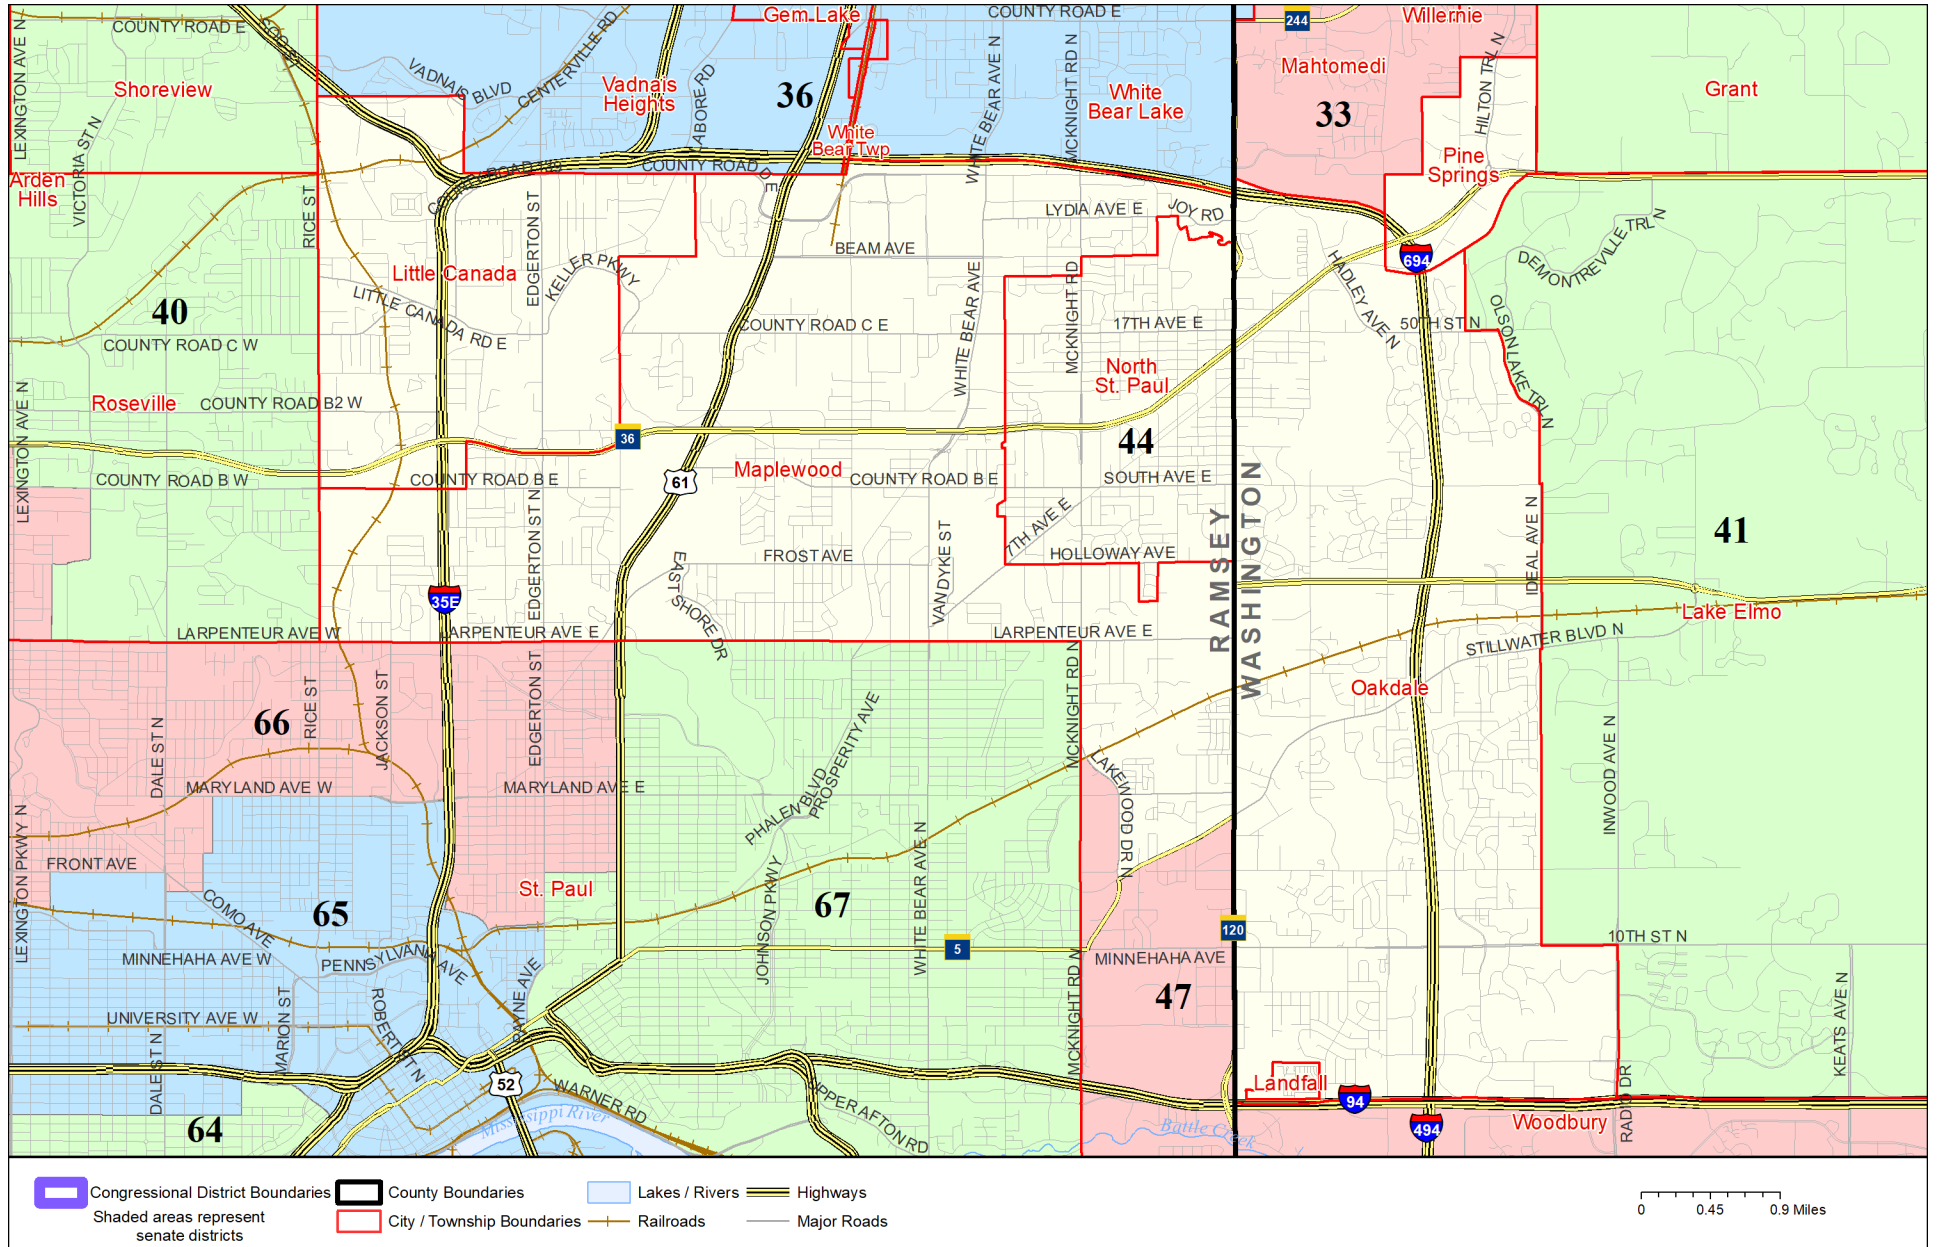 COUNTY ROAD E
SOO ST
Gem Lake
COUNTY ROAD E
244
Willernie
LEXINGTON AVE N
Shoreview
VADNAIS BLVD
CENTERVILLE RD
Vadnais
Heights
LABORE RD
36
WHITE BEAR AVE N
MCKNIGHT RD N
White
Bear Lake
Mahtomedi
33
HILTON TRL N
Grant
VICTORIA ST N
White
Bear Twp
COUNTY ROAD
D E
Pine
Springs
Arden
Hills
RICE ST
EDGERTON ST
LYDIA AVE E
JOY RD
BEAM AVE
KELLER PKWY
Little Canada
LITTLE CANADA RD E
MCKNIGHT RD
HADLEY AVE N
694
DEMONTREVILLE TRL N
40
COUNTY ROAD C W
COUNTY ROAD C E
17TH AVE E
50TH ST N
OLSON LAKE TRL N
WHITE BEAR AVE
North
St. Paul
LEXINGTON AVE N
Roseville
COUNTY ROAD B2 W
36
44
COUNTY ROAD B W
COUNTY ROAD B E
61
Maplewood
COUNTY ROAD B E
SOUTH AVE E
EDGERTON ST N
7TH AVE E
RAMSEY
WASHINGTON
IDEAL AVE N
41
FROST AVE
EAST SHORE DR
VAN DYKE ST
HOLLOWAY AVE
35E
LARPENTEUR AVE W
LARPENTEUR AVE E
LARPENTEUR AVE E
Lake Elmo
STILLWATER BLVD N
66
RICE ST
JACKSON ST
EDGERTON ST
MCKNIGHT RD N
Oakdale
DALE ST N
PROSPERITY AVE
PHALEN BLVD
LAKEWOOD DR N
INWOOD AVE N
MARYLAND AVE W
MARYLAND AVE E
LEXINGTON PKWY N
FRONT AVE
COMO AVE
65
St. Paul
JOHNSON PKWY
67
WHITE BEAR AVE N
120
10TH ST N
MINNEHAHA AVE W
PENNSYLVANIA AVE
5
MINNEHAHA AVE
PAYNE AVE
MCKNIGHT RD N
47
KEATS AVE N
UNIVERSITY AVE W
MARION ST
ROBERT ST N
DALE ST N
52
WARNER RD
UPPER AFTON RD
Landfall
94
RADIO DR
64
Mississippi River
Battle Creek
494
Woodbury
Congressional District Boundaries
County Boundaries
Lakes / Rivers
Highways
Shaded areas represent
senate districts
City / Township Boundaries
Railroads
Major Roads
0 0.45 0.9 Miles